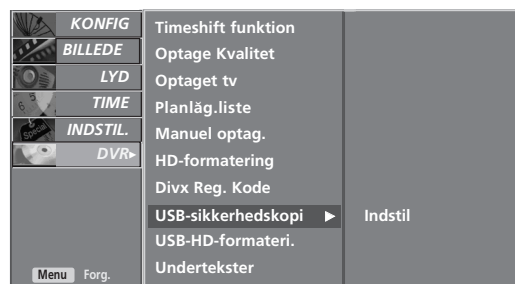 KONFIG
BILLEDE
LYD
TIME
INDSTIL.
DVR
Menu Forg.
Timeshift funktion
Optage Kvalitet
Optaget tv
Planlåg.liste
Manuel optag.
HD-formatering
Divx Reg. Kode
USB-sikkerhedskopi
USB-HD-formateri.
Undertekster
Indstil